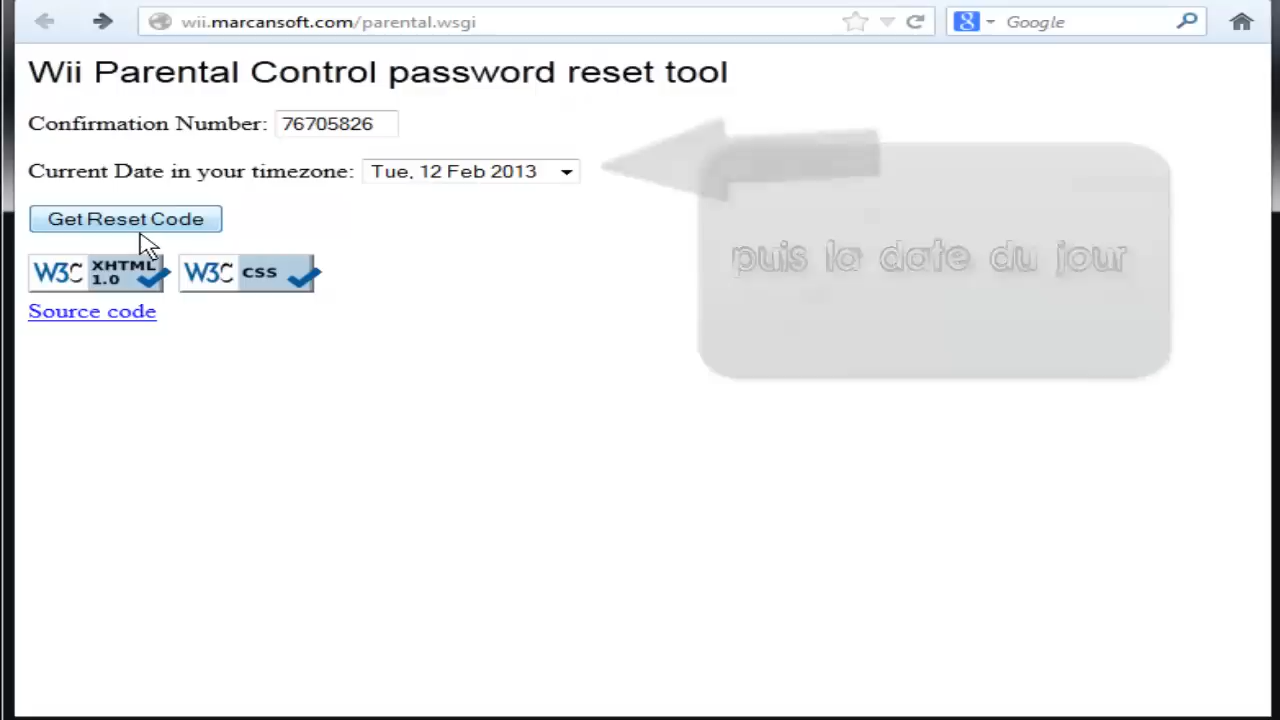 wii.marcansoft.com/parental.wsgi
Google
Wii Parental Control password reset tool
Confirmation Number: 76705826
Current Date in your timezone: Tue, 12 Feb 2013
Get Reset Code
puis la date du jour
W3C XHTML 1.0 W3C css
Source code